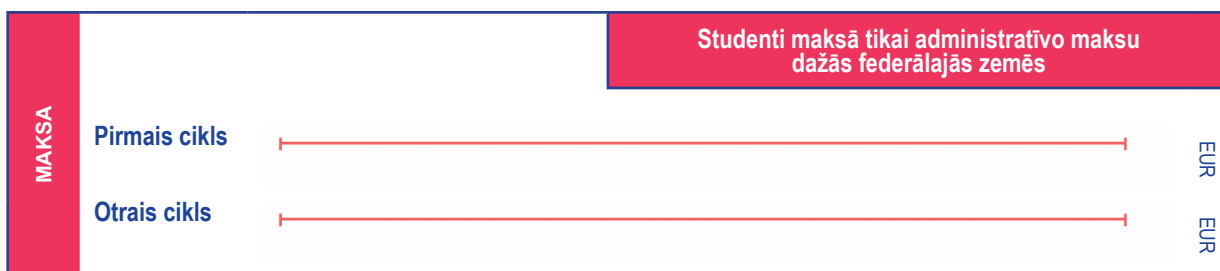 Studenti maksā tikai administratīvo maksu
dažās federālajās zemēs
MAKSA
Pirmais cikls
EUR
Otrais cikls
EUR